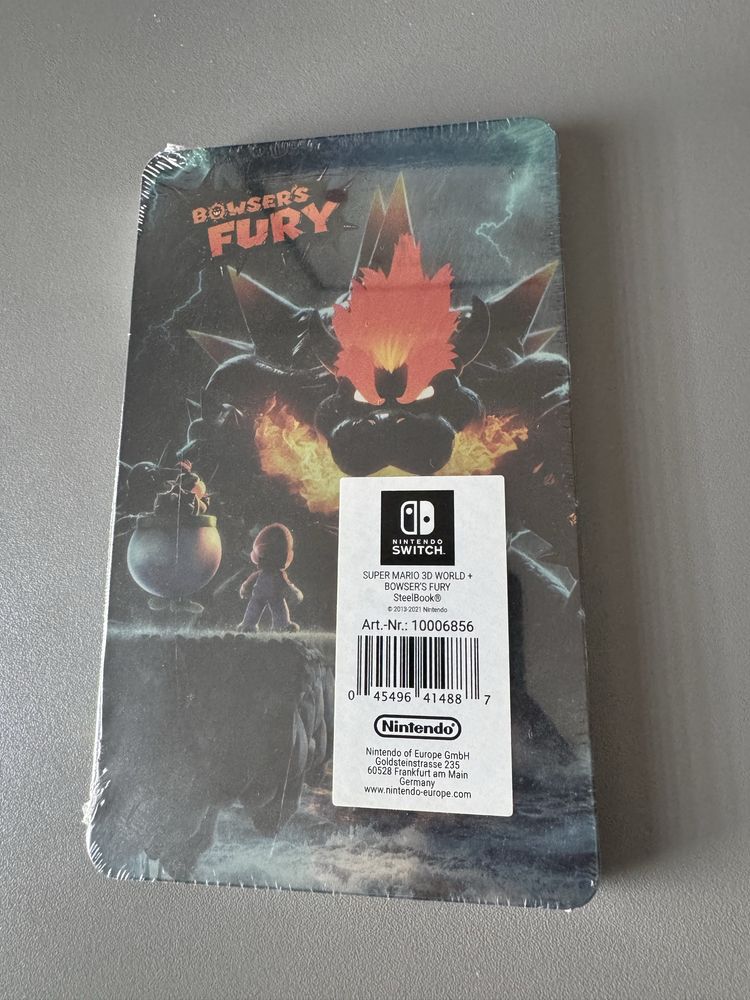 BOWSER'S
FURY
NINTENDO
SWITCH.
SUPER MARIO 3D WORLD +
BOWSER'S FURY
SteelBook®
© 2013-2021 Nintendo
Art.-Nr.: 10006856
0 45496 41488 7
Nintendo
Nintendo of Europe GmbH
Goldsteinstrasse 235
60528 Frankfurt am Main
Germany
www.nintendo-europe.com